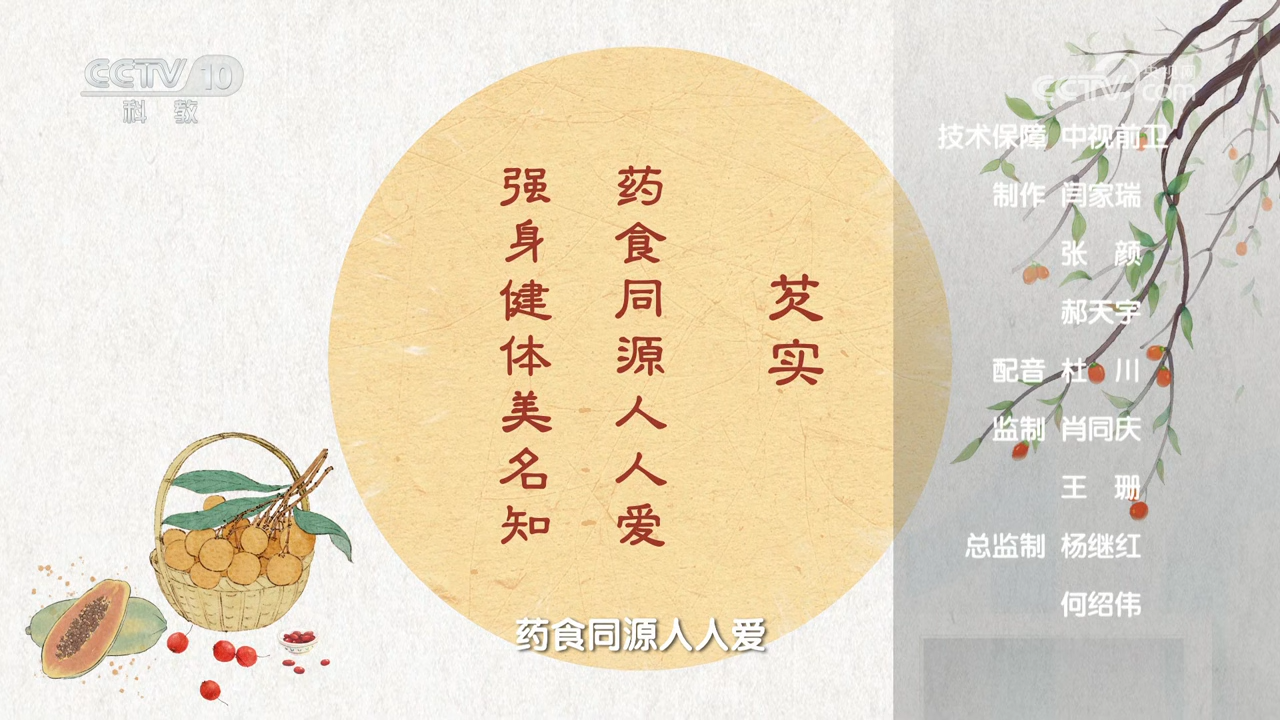 CCTV 10
科教
央视网
CCTV.com
芡实
药食同源人人爱
强身健体美名知
技术保障 中视前卫
制作 闫家瑞
张 颜
郝天宇
配音 杜 川
监制 肖同庆
王 珊
总监制 杨继红
何绍伟
药食同源人人爱